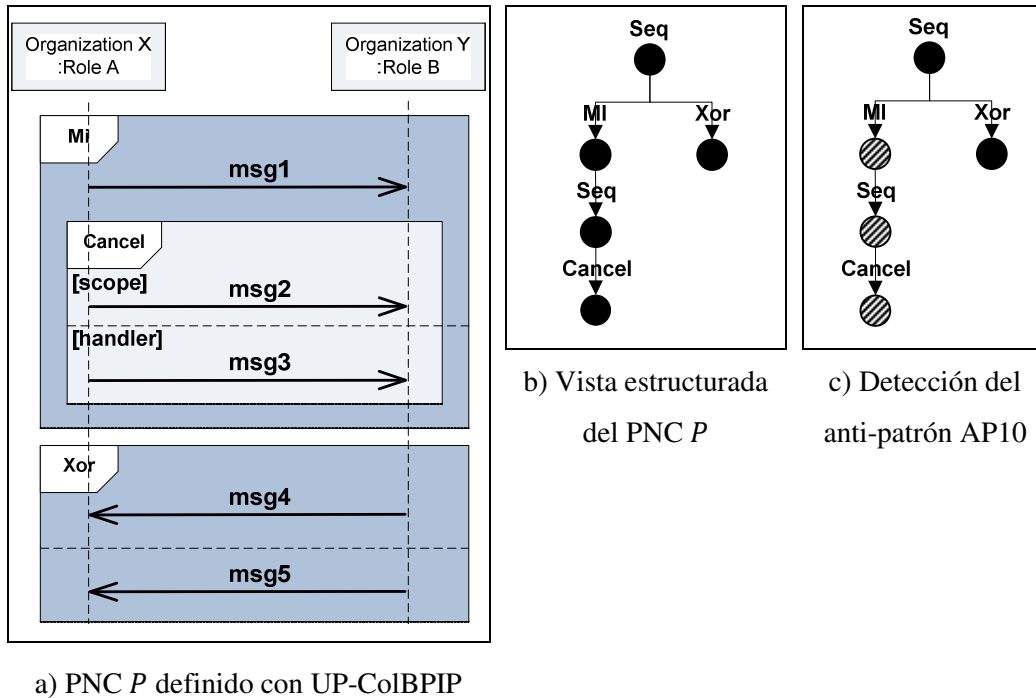 Organization X
:Role A
Organization Y
:Role B
Mi
msg1
Cancel
[scope]
msg2
[handler]
msg3
Xor
msg4
msg5
a) PNC P definido con UP-ColBPIP
Seq
MI
Xor
Seq
Cancel
b) Vista estructurada
del PNC P
Seq
MI
Xor
Seq
Cancel
c) Detección del
anti-patrón AP10